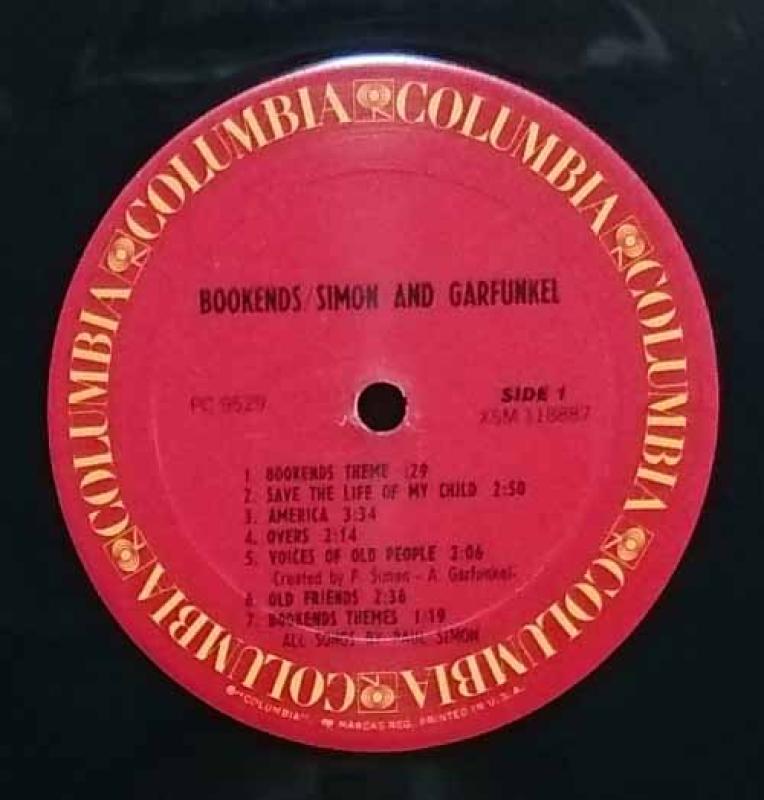 COLUMBIA COLUMBIA COLUMBIA COLUMBIA COLUMBIA COLUMBIA
BOOKENDS/SIMON AND GARFUNKEL
PC 9529
SIDE 1
XSM 118887
1. BOOKENDS THEME :29
2. SAVE THE LIFE OF MY CHILD 2:50
3. AMERICA 3:34
4. OVERS 2:14
5. VOICES OF OLD PEOPLE 2:06
-Created by P. Simon - A. Garfunkel-
6. OLD FRIENDS 2:36
7. BOOKENDS THEMES 1:19
ALL SONGS BY PAUL SIMON
®"COLUMBIA" MARCAS REG. PRINTED IN U.S.A.